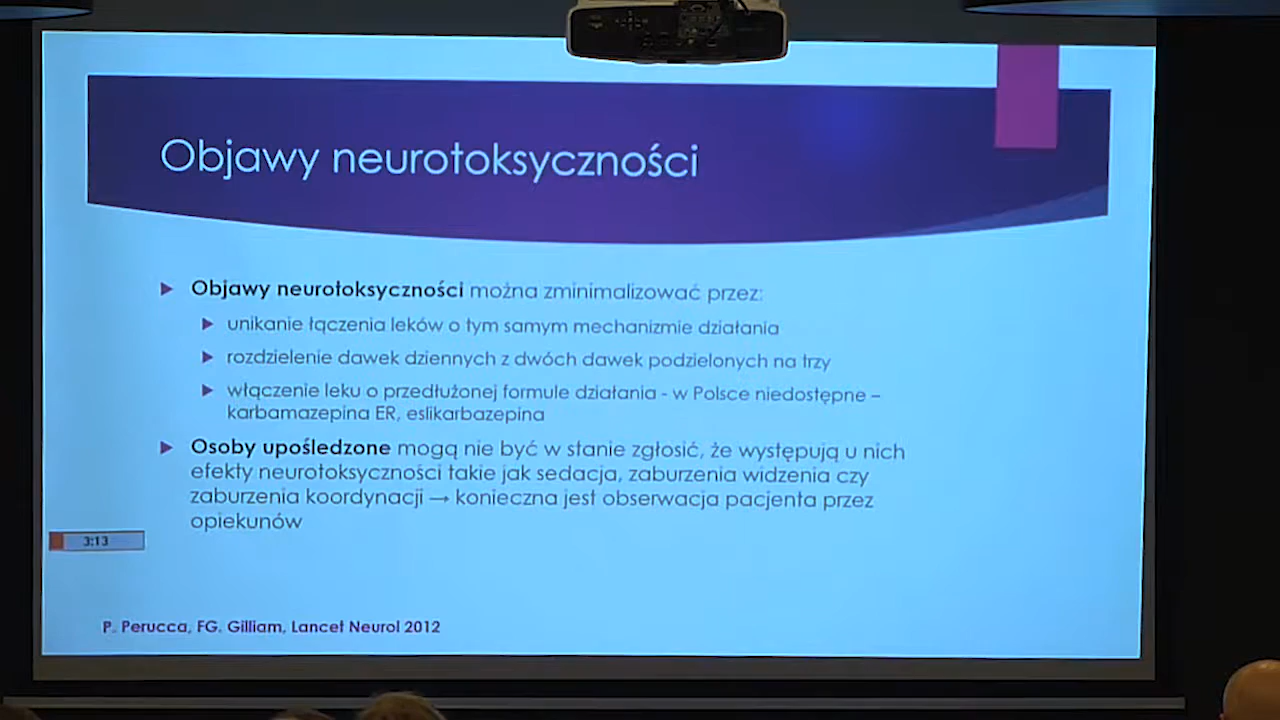 Objawy neurotoksyczności
Objawy neurotoksyczności można zminimalizować przez:
unikanie łączenia leków o tym samym mechanizmie działania
rozdzielenie dawek dziennych z dwóch dawek podzielonych na trzy
włączenie leku o przedłużonej formule działania - w Polsce niedostępne –
karbamazepina ER, eslikarbazepina
Osoby upośledzone mogą nie być w stanie zgłosić, że występują u nich
efekty neurotoksyczności takie jak sedacja, zaburzenia widzenia czy
zaburzenia koordynacji → konieczna jest obserwacja pacjenta przez
opiekunów
3:13
P. Perucca, FG. Gilliam, Lancet Neurol 2012